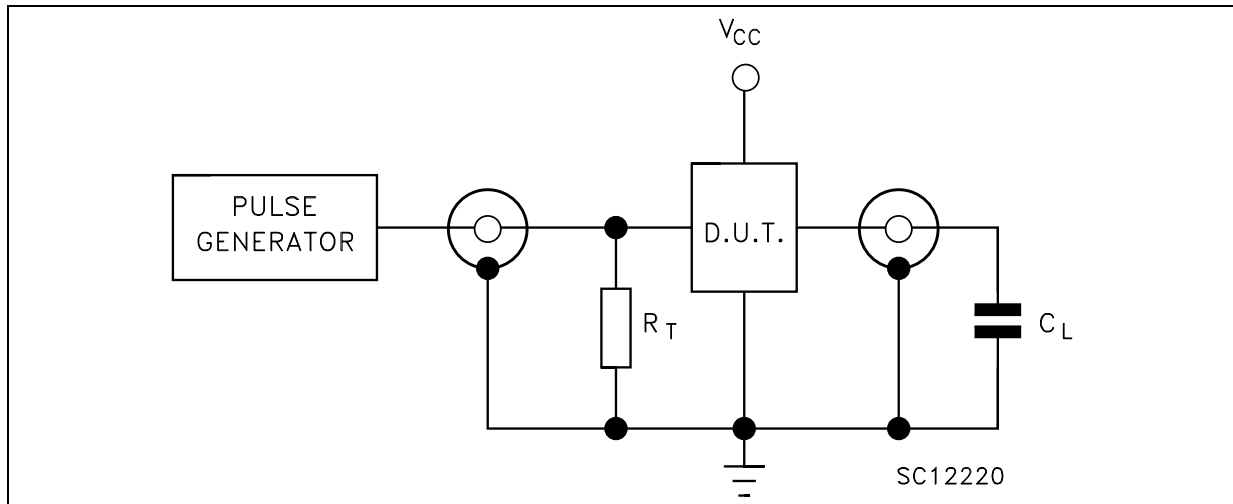 VCC
PULSE
GENERATOR
D.U.T.
RT
CL
SC12220